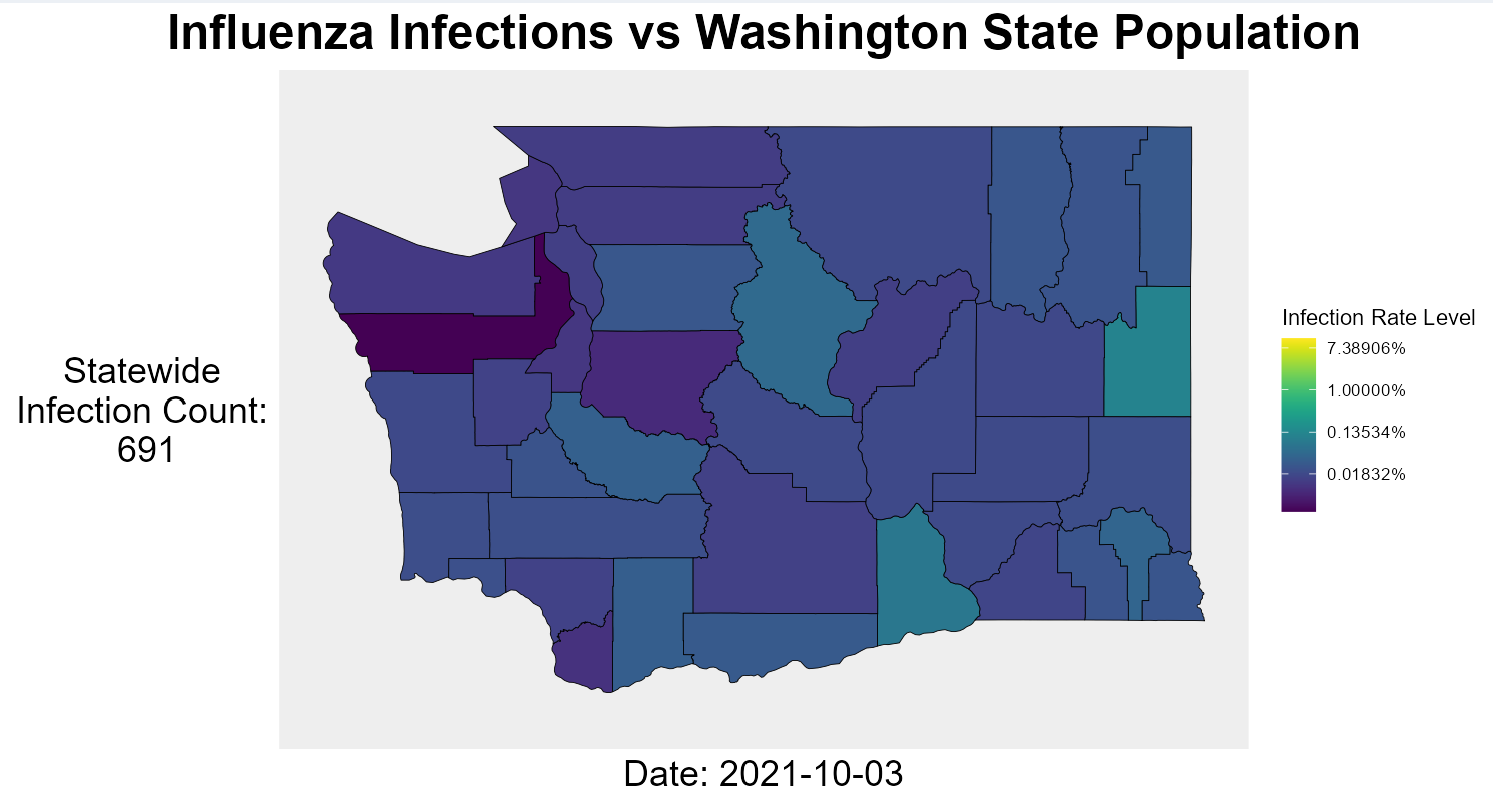 Influenza Infections vs Washington State Population
Statewide
Infection Count:
691
Infection Rate Level
7.38906%
1.00000%
0.13534%
0.01832%
Date: 2021-10-03